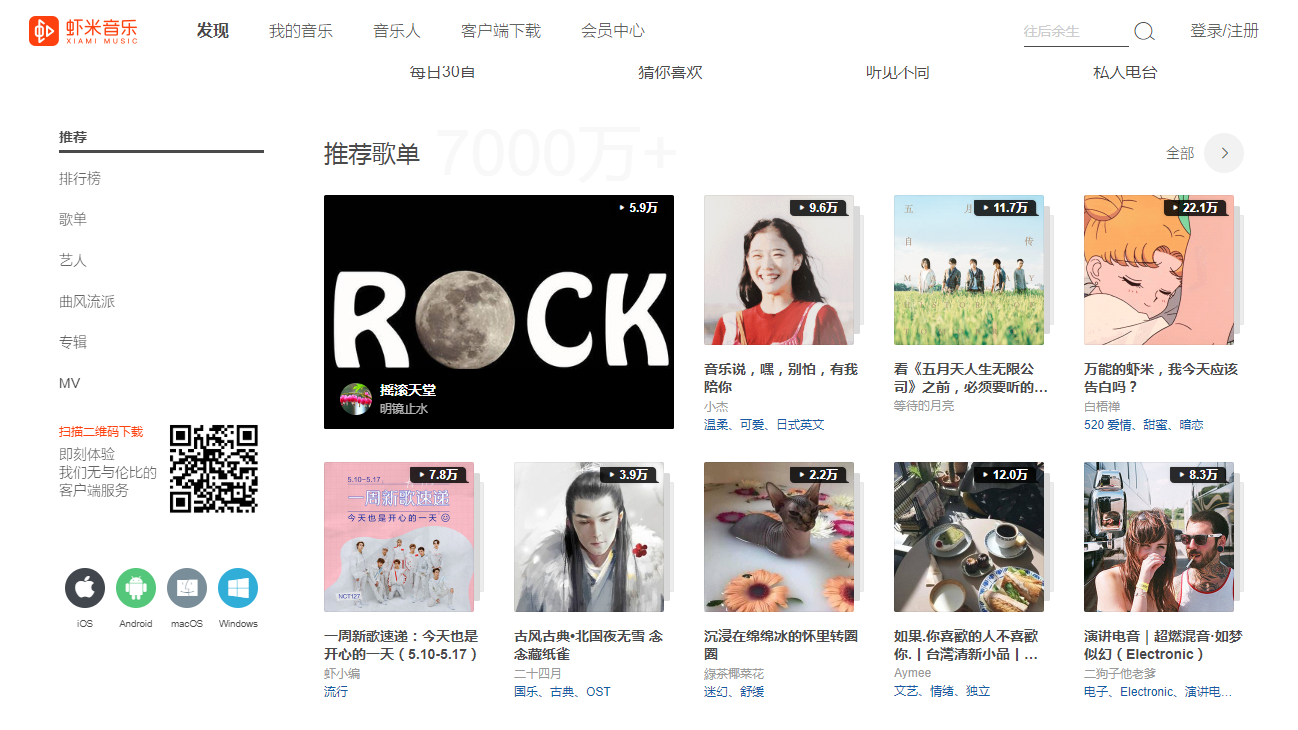 虾米音乐
XIAMI MUSIC
发现
我的音乐
音乐人
客户端下载
会员中心
往后余生
登录/注册
每日30首
猜你喜欢
听见不同
私人电台
推荐
排行榜
歌单
艺人
曲风流派
专辑
MV
扫描二维码下载
即刻体验
我们无与伦比的
客户端服务
iOS
Android
macOS
Windows
推荐歌单
7000万+
全部
5.9万
ROCK
摇滚天堂
明镜止水
9.6万
音乐说，嘿，别怕，有我
陪你
小杰
温柔、可爱、日式英文
五月
自传
MAYDAY
11.7万
看《五月天人生无限公
司》之前，必须要听的…
等待的月亮
22.1万
万能的虾米，我今天应该
告白吗？
白梧禅
520 爱情、甜蜜、暗恋
7.8万
5.10-5.17
一周新歌速递
今天也是开心的一天
NCT127
一周新歌速递：今天也是
开心的一天（5.10-5.17）
虾小编
流行
3.9万
古风古典•北国夜无雪 念
念藏纸雀
二十四月
国乐、古典、OST
2.2万
沉浸在绵绵冰的怀里转圈
圈
绿茶椰菜花
迷幻、舒缓
12.0万
如果.你喜歡的人不喜歡
你.丨台灣清新小品丨…
Aymee
文艺、情绪、独立
8.3万
演讲电音｜超燃混音·如梦
似幻（Electronic）
二狗子他老爹
电子、Electronic、演讲电…